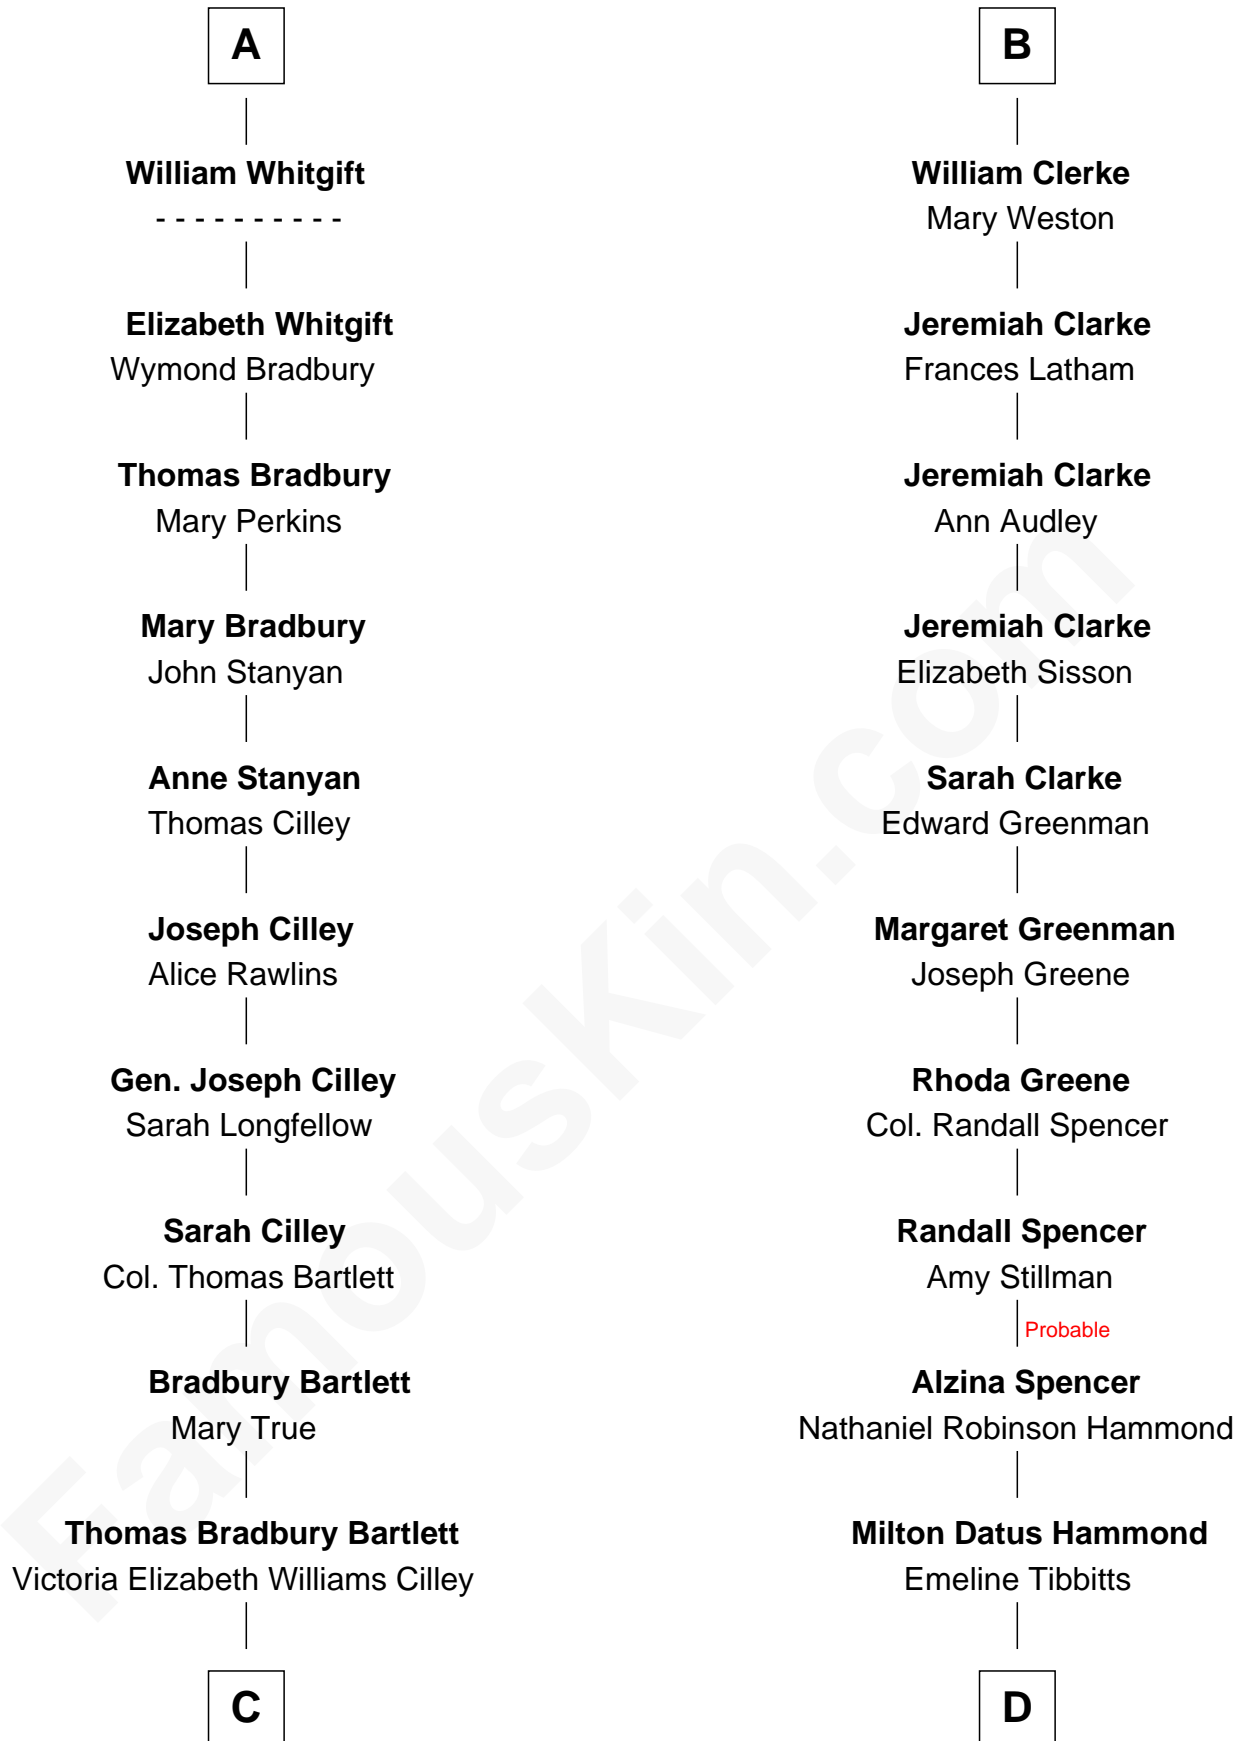 A
William Whitgift
- - - - - - - - - -
Elizabeth Whitgift
Wymond Bradbury
Thomas Bradbury
Mary Perkins
Mary Bradbury
John Stanyan
Anne Stanyan
Thomas Cilley
Joseph Cilley
Alice Rawlins
Gen. Joseph Cilley
Sarah Longfellow
Sarah Cilley
Col. Thomas Bartlett
Bradbury Bartlett
Mary True
Thomas Bradbury Bartlett
Victoria Elizabeth Williams Cilley
C
B
William Clerke
Mary Weston
Jeremiah Clarke
Frances Latham
Jeremiah Clarke
Ann Audley
Jeremiah Clarke
Elizabeth Sisson
Sarah Clarke
Edward Greenman
Margaret Greenman
Joseph Greene
Rhoda Greene
Col. Randall Spencer
Randall Spencer
Amy Stillman
Probable
Alzina Spencer
Nathaniel Robinson Hammond
Milton Datus Hammond
Emeline Tibbitts
D
FamousKin.com